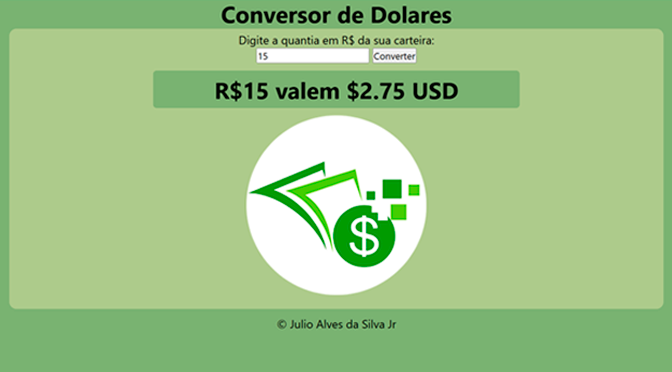 Conversor de Dolares
Digite a quantia em R$ da sua carteira:
15 Converter
R$15 valem $2.75 USD
$
© Julio Alves da Silva Jr